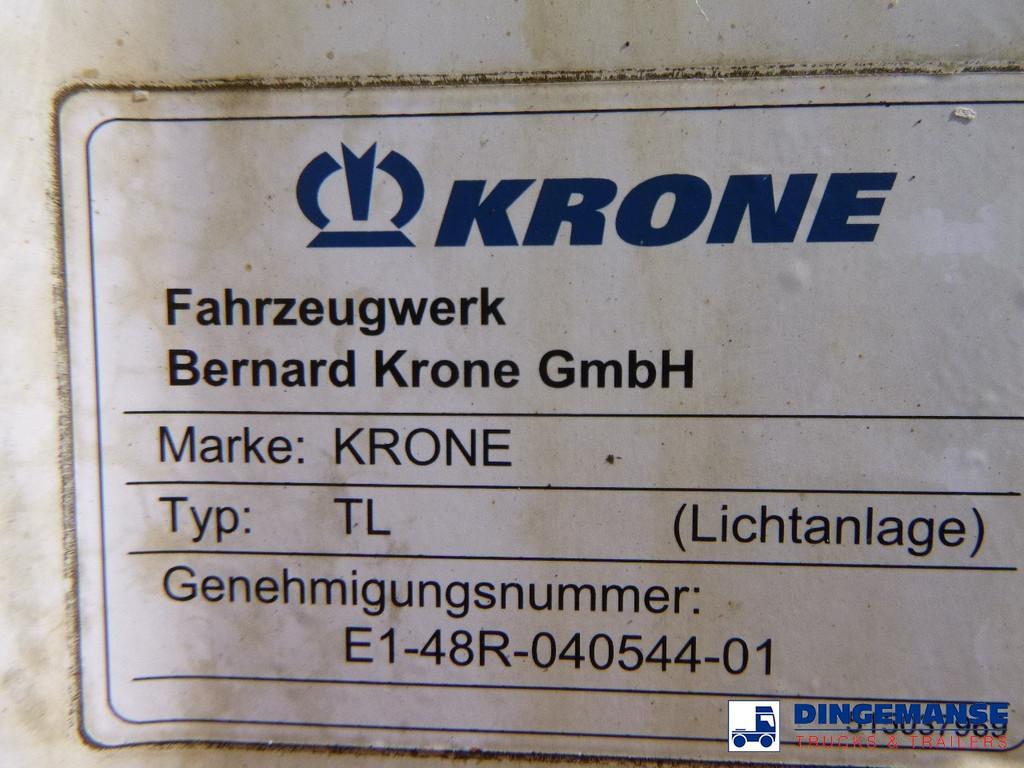 KRONE
Fahrzeugwerk
Bernard Krone GmbH
Marke: KRONE
Typ: TL (Lichtanlage)
Genehmigungsnummer:
E1-48R-040544-01
DINGEMANSE
TRUCKS & TRAILERS